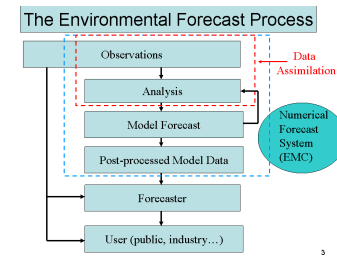 The Environmental Forecast Process
Observations
Data
Assimilation
Analysis
Numerical
Forecast
System
(EMC)
Model Forecast
Post-processed Model Data
Forecaster
User (public, industry…)
3